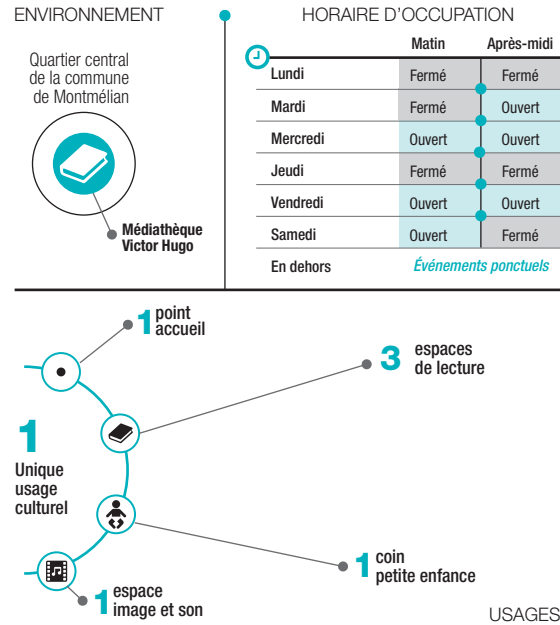 ENVIRONNEMENT
Quartier central
de la commune
de Montmélian
Médiathèque
Victor Hugo
HORAIRE D'OCCUPATION
Matin Après-midi
Lundi Fermé Fermé
Mardi Fermé Ouvert
Mercredi Ouvert Ouvert
Jeudi Fermé Fermé
Vendredi Ouvert Ouvert
Samedi Ouvert Fermé
En dehors Événements ponctuels
1 point
accueil
3 espaces
de lecture
1
Unique
usage
culturel
1 coin
petite enfance
1 espace
image et son
USAGES